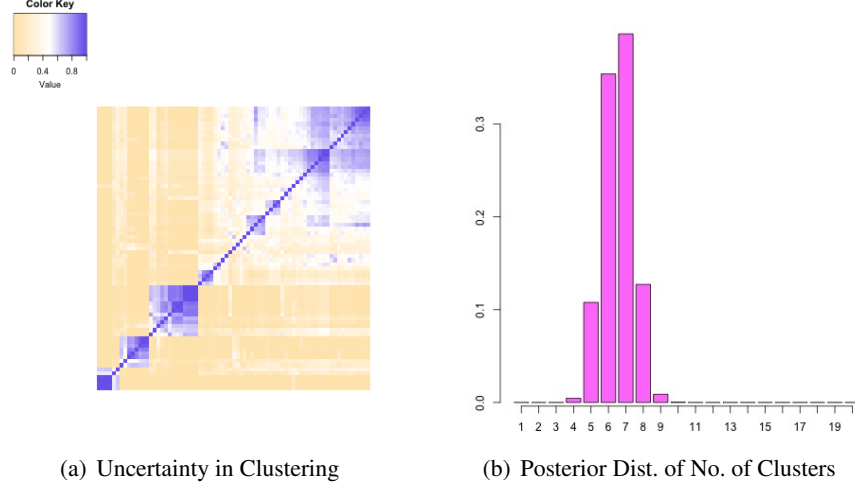 Color Key
0 0.4 0.8
Value
0.3
0.2
0.1
0.0
1 2 3 4 5 6 7 8 9 11 13 15 17 19
(a) Uncertainty in Clustering
(b) Posterior Dist. of No. of Clusters